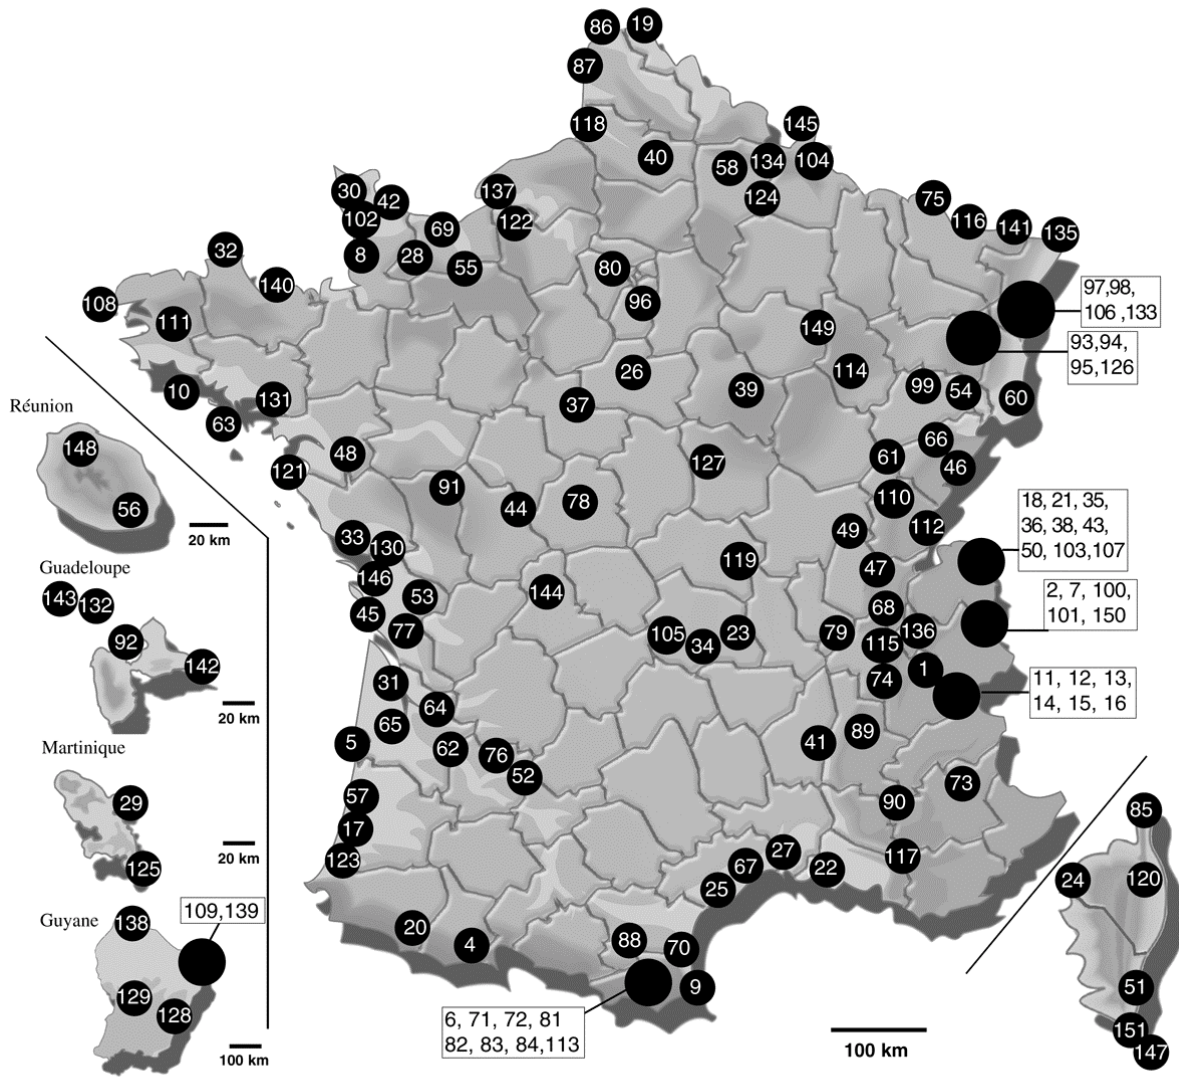 86 19
87
118 40 58 134 145 104
124 75 116 141 135
30 42 137 122
102 69
8 28 55
32 140 80 96
108 111
97,98,
106 ,133
93,94,
95,126
149 114
26 37 39 99 54 60
10 131 63
Réunion
148
56
20 km
48 121 91 44 78 127
61 66 46
110 112 49
33 130 146 53 45 77
144 119 47
18, 21, 35,
36, 38, 43,
50, 103,107
2, 7, 100,
101, 150
105 34 23 79 68 115 136 1 74
11, 12, 13,
14, 15, 16
Guadeloupe
143 132
92
142
20 km
31 64 65 5 62 76 52
41 89 73 90
Martinique
29
125
20 km
57 17 123
20 4
25 67 27 22 117
88 70 9
85
24 120
51
151
147
Guyane
109,139
138
129
128
100 km
6, 71, 72, 81
82, 83, 84,113
100 km